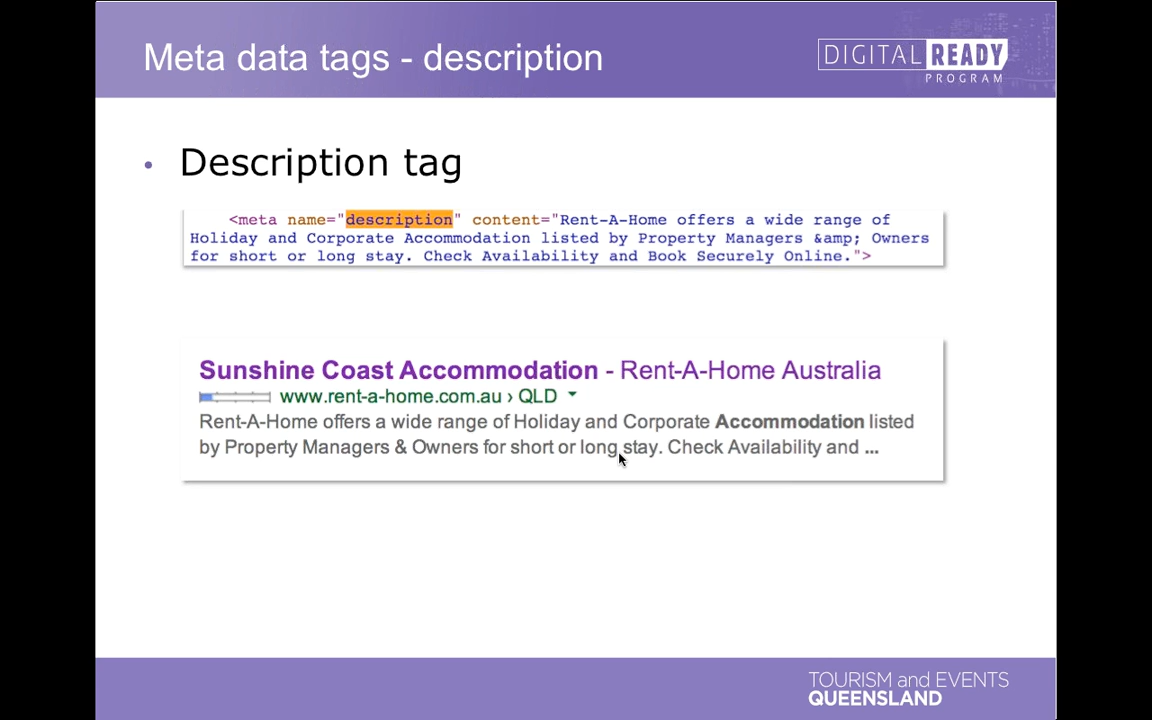 Meta data tags - description
DIGITAL READY
PROGRAM
• Description tag
<meta name="description" content="Rent-A-Home offers a wide range of
Holiday and Corporate Accommodation listed by Property Managers &amp; Owners
for short or long stay. Check Availability and Book Securely Online.">
Sunshine Coast Accommodation - Rent-A-Home Australia
www.rent-a-home.com.au › QLD
Rent-A-Home offers a wide range of Holiday and Corporate Accommodation listed
by Property Managers & Owners for short or long stay. Check Availability and ...
TOURISM and EVENTS
QUEENSLAND